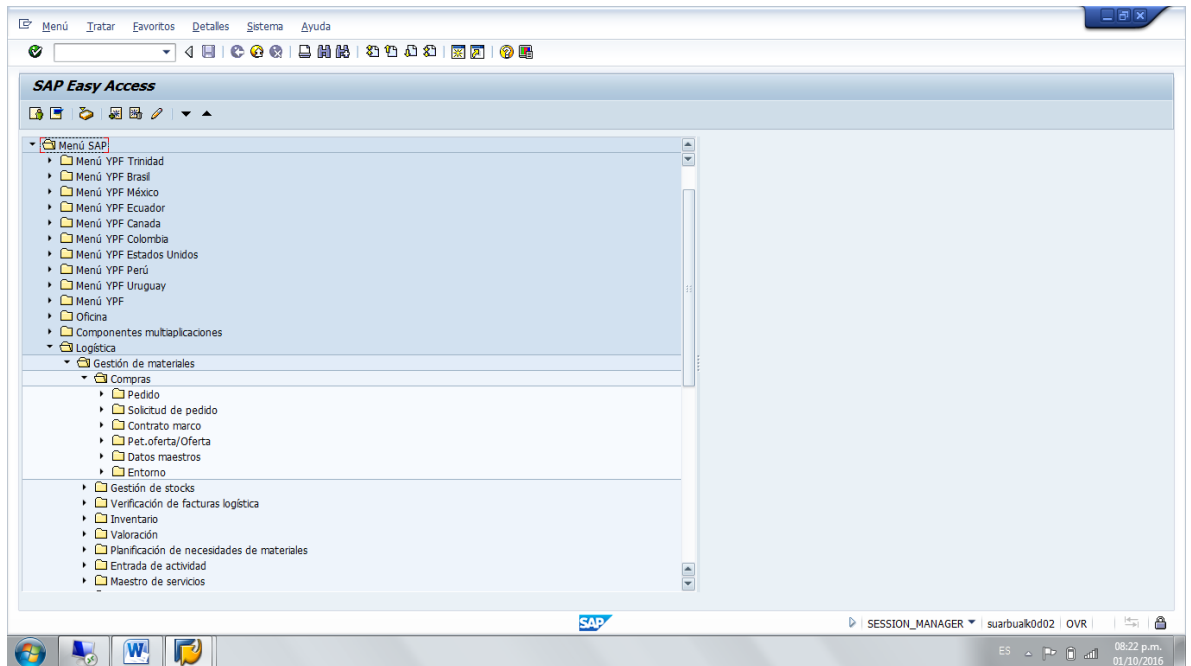 Menú Tratar Favoritos Detalles Sistema Ayuda
SAP Easy Access
Menú SAP
Menú YPF Trinidad
Menú YPF Brasil
Menú YPF México
Menú YPF Ecuador
Menú YPF Canada
Menú YPF Colombia
Menú YPF Estados Unidos
Menú YPF Perú
Menú YPF Uruguay
Menú YPF
Oficina
Componentes multiaplicaciones
Logística
Gestión de materiales
Compras
Pedido
Solicitud de pedido
Contrato marco
Pet.oferta/Oferta
Datos maestros
Entorno
Gestión de stocks
Verificación de facturas logística
Inventario
Valoración
Planificación de necesidades de materiales
Entrada de actividad
Maestro de servicios
SAP SESSION_MANAGER suarbualk0d02 OVR
W ES 08:22 p.m.
01/10/2016